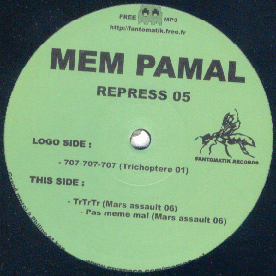 FREE MP3
http://fantomatik.free.fr
MEM PAMAL
REPRESS 05
LOGO SIDE :
- 707-707-707 (Trichoptere 01)
FANTOMATIK RECORDS
THIS SIDE :
- TrTrTr (Mars assault 06)
- Pas meme mal (Mars assault 06)